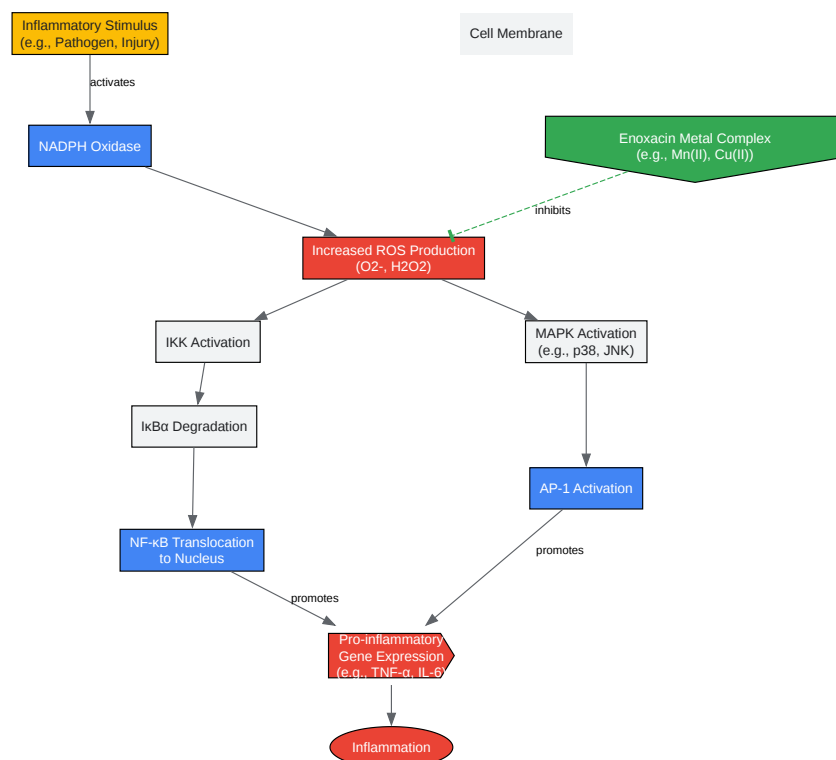 Inflammatory Stimulus
(e.g., Pathogen, Injury)
Cell Membrane
activates
NADPH Oxidase
Enoxacin Metal Complex
(e.g., Mn(II), Cu(II))
inhibits
Increased ROS Production
(O2-, H2O2)
IKK Activation
MAPK Activation
(e.g., p38, JNK)
IκBα Degradation
AP-1 Activation
NF-κB Translocation
to Nucleus
promotes
promotes
Pro-inflammatory
Gene Expression
(e.g., TNF-α, IL-6)
Inflammation